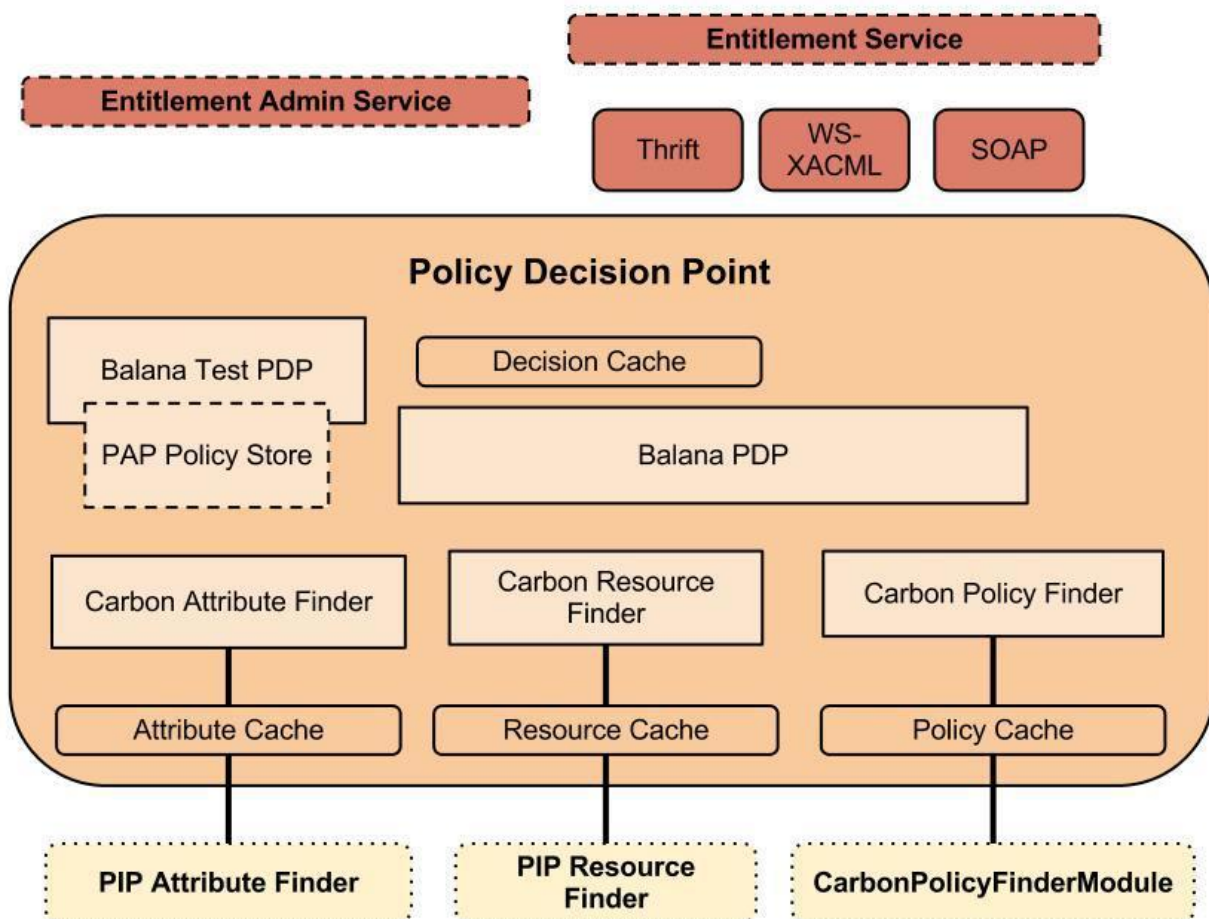 Entitlement Service
Entitlement Admin Service
Thrift
WS-
XACML
SOAP
Policy Decision Point
Balana Test PDP
Decision Cache
PAP Policy Store
Balana PDP
Carbon Attribute Finder
Carbon Resource
Finder
Carbon Policy Finder
Attribute Cache
Resource Cache
Policy Cache
PIP Attribute Finder
PIP Resource
Finder
CarbonPolicyFinderModule